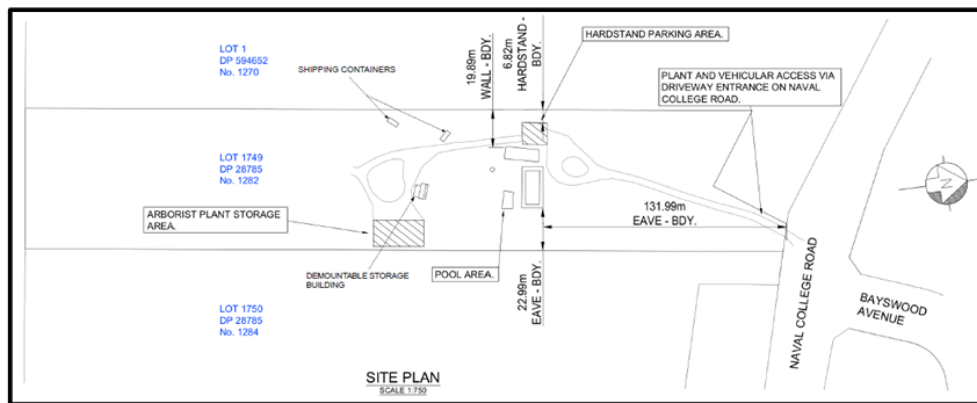 LOT 1
DP 594652
No. 1270
SHIPPING CONTAINERS
19.89m
WALL - BDY.
6.82m
HARDSTAND -
BDY.
HARDSTAND PARKING AREA.
PLANT AND VEHICULAR ACCESS VIA
DRIVEWAY ENTRANCE ON NAVAL
COLLEGE ROAD.
LOT 1749
DP 28785
No. 1282
N
ARBORIST PLANT STORAGE
AREA.
131.99m
EAVE - BDY.
DEMOUNTABLE STORAGE
BUILDING
POOL AREA.
22.99m
EAVE - BDY.
NAVAL COLLEGE ROAD
BAYSWOOD
AVENUE
LOT 1750
DP 28785
No. 1284
SITE PLAN
SCALE 1:750